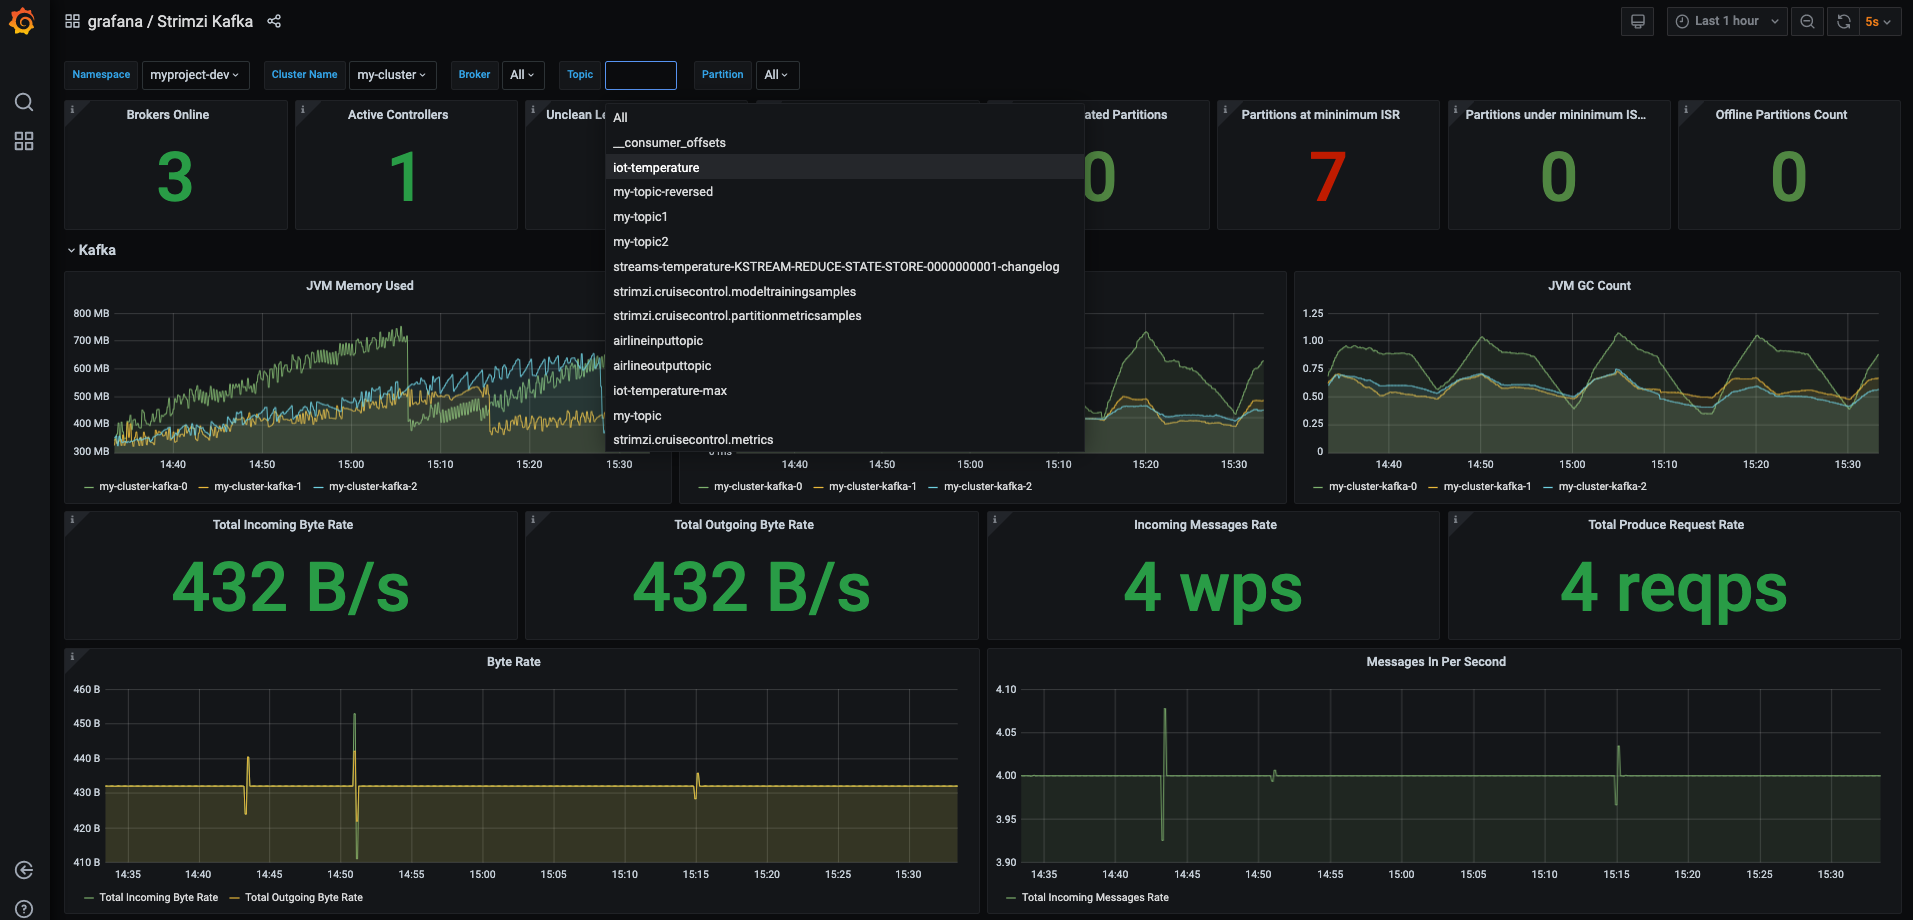 grafana / Strimzi Kafka
Last 1 hour
5s
Namespace
myproject-dev
Cluster Name
my-cluster
Broker
All
Topic
Partition
All
Brokers Online
3
Active Controllers
1
Unclean Le
All
__consumer_offsets
iot-temperature
my-topic-reversed
my-topic1
my-topic2
streams-temperature-KSTREAM-REDUCE-STATE-STORE-0000000001-changelog
strimzi.cruisecontrol.modeltrainingsamples
strimzi.cruisecontrol.partitionmetricsamples
airlineinputtopic
airlineoutputtopic
iot-temperature-max
my-topic
strimzi.cruisecontrol.metrics
ated Partitions
0
Partitions at mininimum ISR
7
Partitions under mininimum IS...
0
Offline Partitions Count
0
Kafka
JVM Memory Used
800 MB
700 MB
600 MB
500 MB
400 MB
300 MB
14:40 14:50 15:00 15:10 15:20 15:30
my-cluster-kafka-0 my-cluster-kafka-1 my-cluster-kafka-2
0 ms
14:40 14:50 15:00 15:10 15:20 15:30
my-cluster-kafka-0 my-cluster-kafka-1 my-cluster-kafka-2
JVM GC Count
1.25
1.00
0.75
0.50
0.25
0
14:40 14:50 15:00 15:10 15:20 15:30
my-cluster-kafka-0 my-cluster-kafka-1 my-cluster-kafka-2
Total Incoming Byte Rate
432 B/s
Total Outgoing Byte Rate
432 B/s
Incoming Messages Rate
4 wps
Total Produce Request Rate
4 reqps
Byte Rate
460 B
450 B
440 B
430 B
420 B
410 B
14:35 14:40 14:45 14:50 14:55 15:00 15:05 15:10 15:15 15:20 15:25 15:30
Total Incoming Byte Rate Total Outgoing Byte Rate
Messages In Per Second
4.10
4.05
4.00
3.95
3.90
14:35 14:40 14:45 14:50 14:55 15:00 15:05 15:10 15:15 15:20 15:25 15:30
Total Incoming Messages Rate